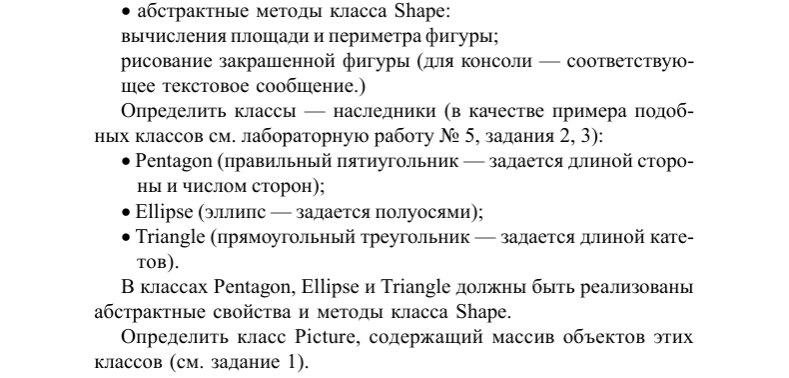 • абстрактные методы класса Shape:
вычисления площади и периметра фигуры;
рисование закрашенной фигуры (для консоли — соответствую-
щее текстовое сообщение.)
Определить классы — наследники (в качестве примера подоб-
ных классов см. лабораторную работу № 5, задания 2, 3):
• Pentagon (правильный пятиугольник — задается длиной сторо-
ны и числом сторон);
• Ellipse (эллипс — задается полуосями);
• Triangle (прямоугольный треугольник — задается длиной кате-
тов).
В классах Pentagon, Ellipse и Triangle должны быть реализованы
абстрактные свойства и методы класса Shape.
Определить класс Picture, содержащий массив объектов этих
классов (см. задание 1).